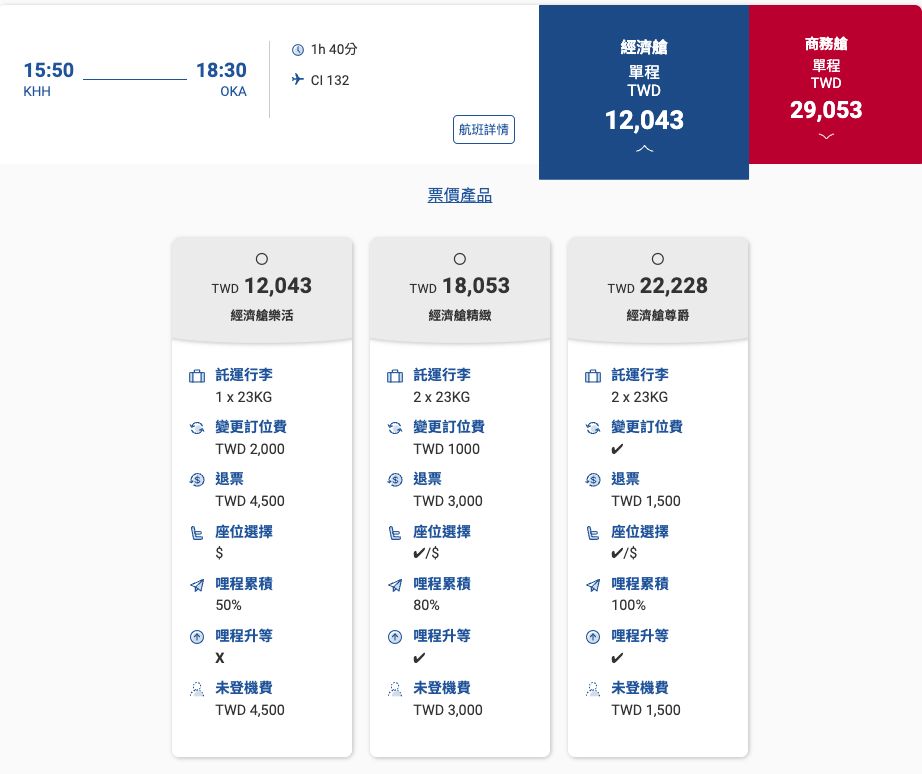 15:50
18:30
KHH
OKA
1h 40分
CI 132
航班詳情
經濟艙
單程
TWD
12,043
商務艙
單程
TWD
29,053
票價產品
TWD 12,043
經濟艙樂活
託運行李
1 x 23KG
變更訂位費
TWD 2,000
退票
TWD 4,500
座位選擇
$
哩程累積
50%
哩程升等
X
未登機費
TWD 4,500
TWD 18,053
經濟艙精緻
託運行李
2 x 23KG
變更訂位費
TWD 1000
退票
TWD 3,000
座位選擇
✔/$
哩程累積
80%
哩程升等
✔
未登機費
TWD 3,000
TWD 22,228
經濟艙尊爵
託運行李
2 x 23KG
變更訂位費
✔
退票
TWD 1,500
座位選擇
✔/$
哩程累積
100%
哩程升等
✔
未登機費
TWD 1,500